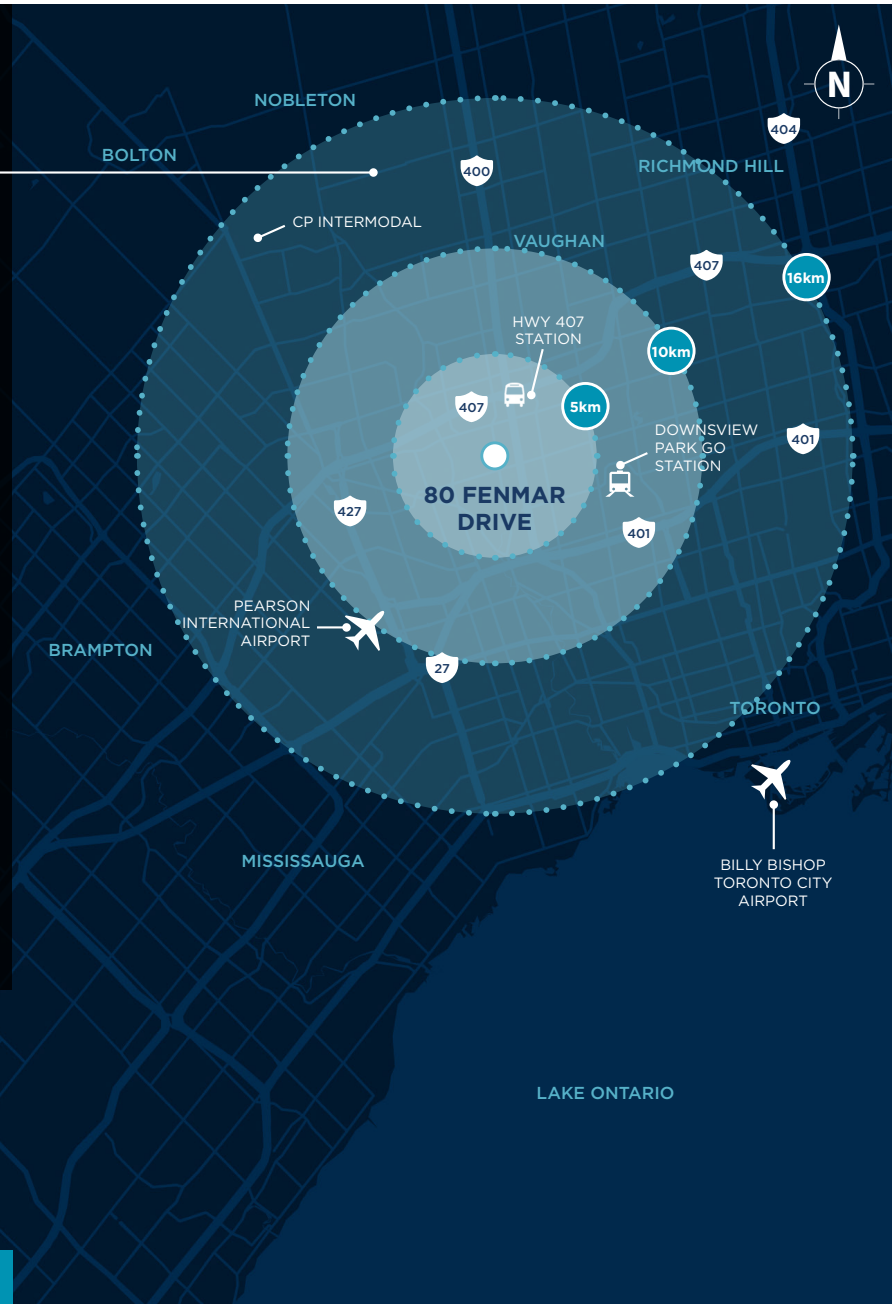 N
NOBLETON
404
BOLTON
400
RICHMOND HILL
CP INTERMODAL
VAUGHAN
407
16km
HWY 407
STATION
10km
407
5km
DOWNSVIEW
PARK GO
STATION
401
80 FENMAR
DRIVE
427
401
PEARSON
INTERNATIONAL
AIRPORT
BRAMPTON
27
TORONTO
MISSISSAUGA
BILLY BISHOP
TORONTO CITY
AIRPORT
LAKE ONTARIO